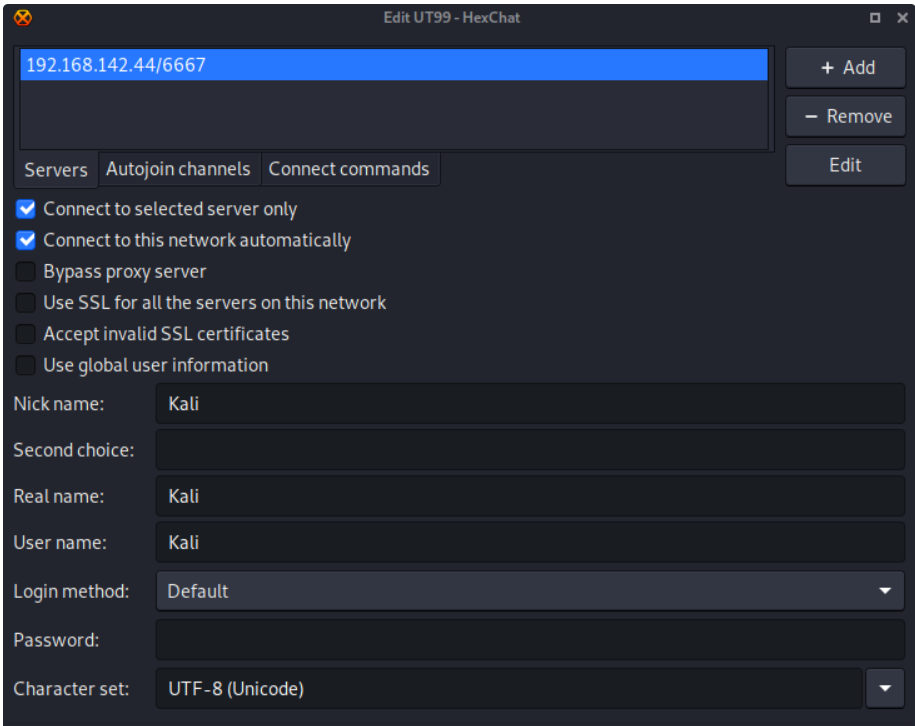 Edit UT99 - HexChat
192.168.142.44/6667
+ Add
− Remove
Edit
Servers Autojoin channels Connect commands
Connect to selected server only
Connect to this network automatically
Bypass proxy server
Use SSL for all the servers on this network
Accept invalid SSL certificates
Use global user information
Nick name: Kali
Second choice:
Real name: Kali
User name: Kali
Login method: Default
Password:
Character set: UTF-8 (Unicode)